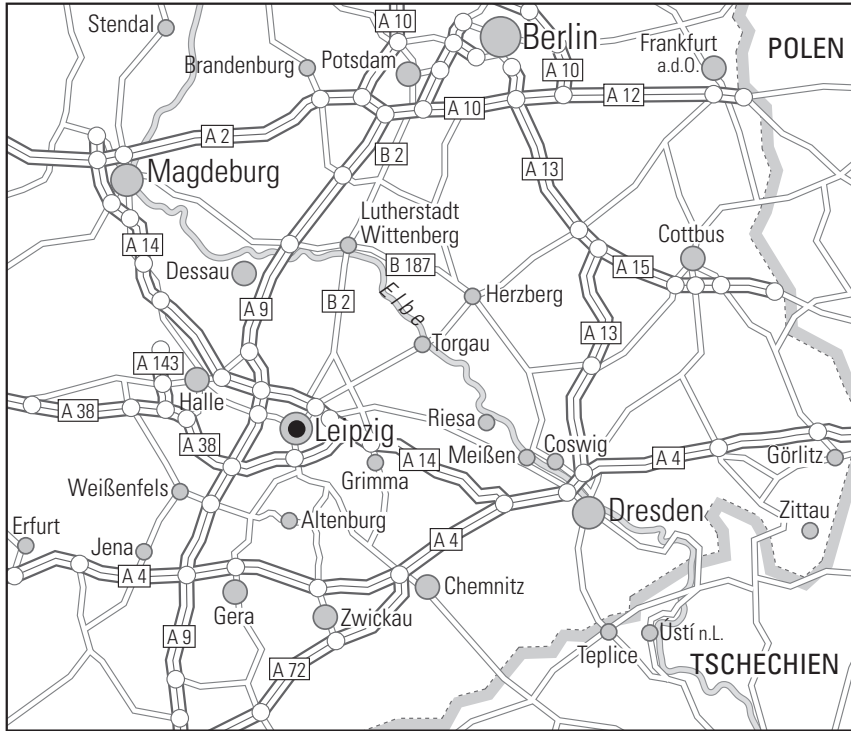 Stendal
A 10
Berlin
Frankfurt
a.d.O.
POLEN
Brandenburg
Potsdam
A 10
A 2
A 10
A 12
B 2
Magdeburg
A 13
Lutherstadt
Wittenberg
A 14
Cottbus
Dessau
B 187
A 15
Elbe
A 9
B 2
Herzberg
A 13
Torgau
A 143
Halle
A 38
Leipzig
Riesa
A 38
Meißen
Coswig
A 4
Görlitz
A 14
Grimma
Weißenfels
Altenburg
Dresden
Zittau
Erfurt
Jena
A 4
A 4
Chemnitz
Gera
Zwickau
A 9
Ustí n.L.
Teplice
A 72
TSCHECHIEN